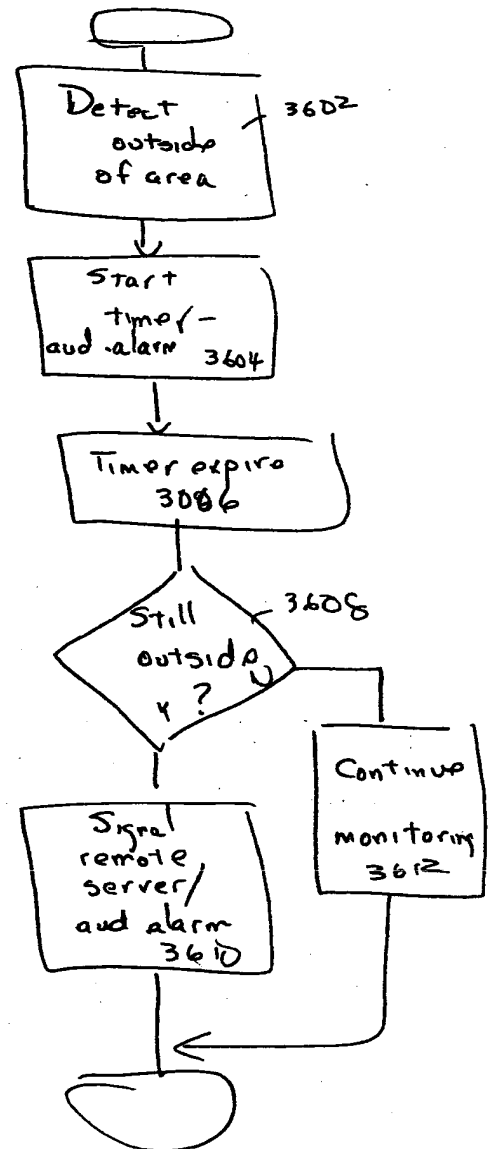 Detect
outside
of area
3602
Start
timer-
aud alarm 3604
Timer expire
3086
Still
outside
?
Y
N
3608
Continue
monitoring
3612
Signal
remote
server/
aud alarm
3610